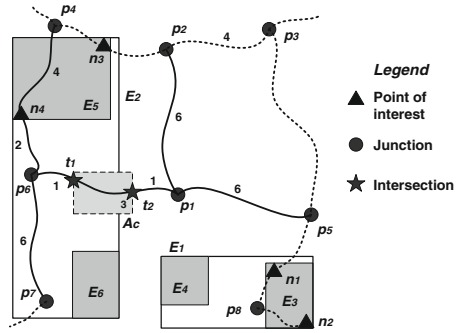 p4
p2
4
p3
n3
Legend
4
E5
E2
Point of
interest
n4
6
Junction
2
t1
p6
1
3
t2
1
p1
6
Intersection
Ac
p5
6
E1
n1
E4
p7
E6
p8
E3
n2